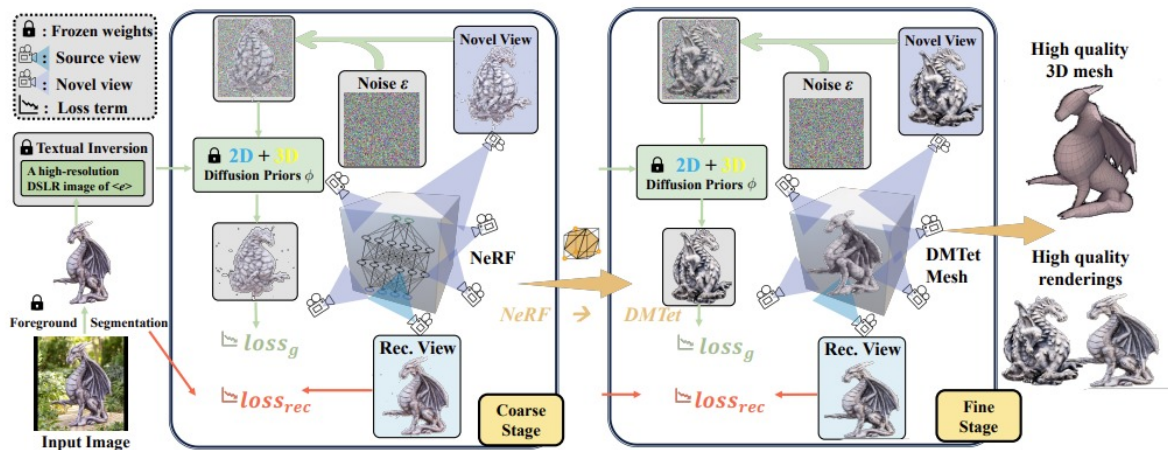 : Frozen weights
: Source view
: Novel view
: Loss term
Textual Inversion
A high-resolution
DSLR image of <e>
Foreground Segmentation
Input Image
Novel View
Noise ε
2D + 3D
Diffusion Priors ϕ
NeRF
loss_g
Rec. View
loss_rec
Coarse
Stage
NeRF → DMTet
Novel View
Noise ε
2D + 3D
Diffusion Priors ϕ
DMTet
Mesh
loss_g
Rec. View
loss_rec
Fine
Stage
High quality
3D mesh
High quality
renderings